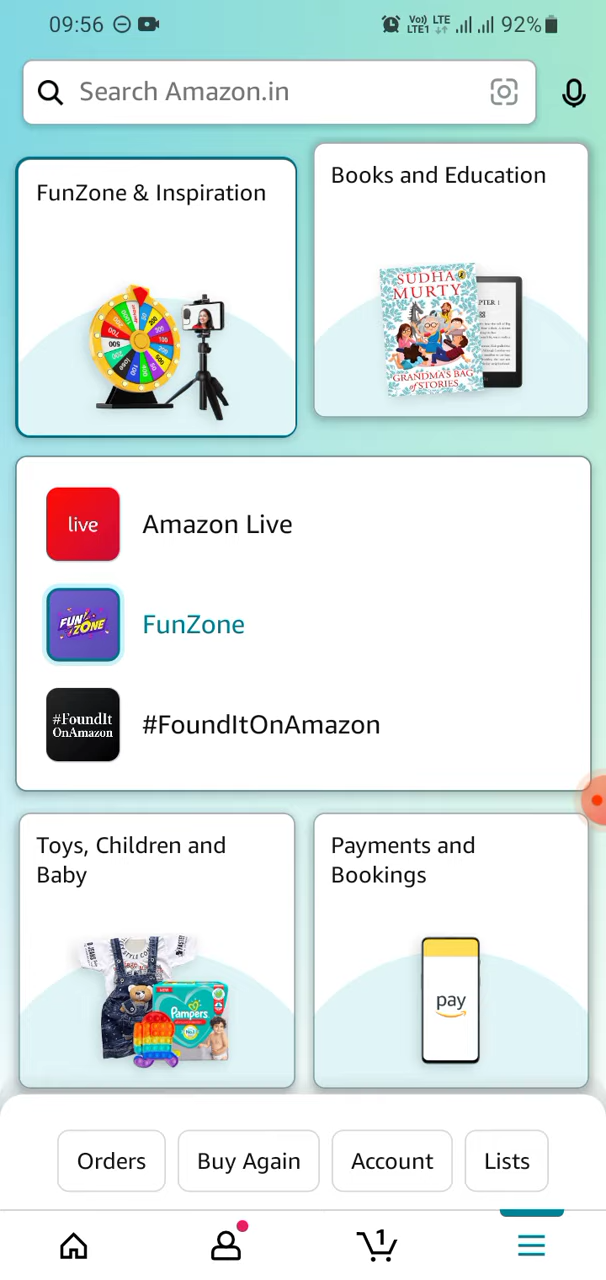 09:56
Vo)) LTE
LTE1
92%
Search Amazon.in
FunZone & Inspiration
Books and Education
SUDHA
MURTY
GRANDMA'S BAG
of STORIES
live
Amazon Live
FUN
ZONE
FunZone
#FoundIt
OnAmazon
#FoundItOnAmazon
Toys, Children and
Baby
Payments and
Bookings
Pampers
pay
Orders
Buy Again
Account
Lists
1